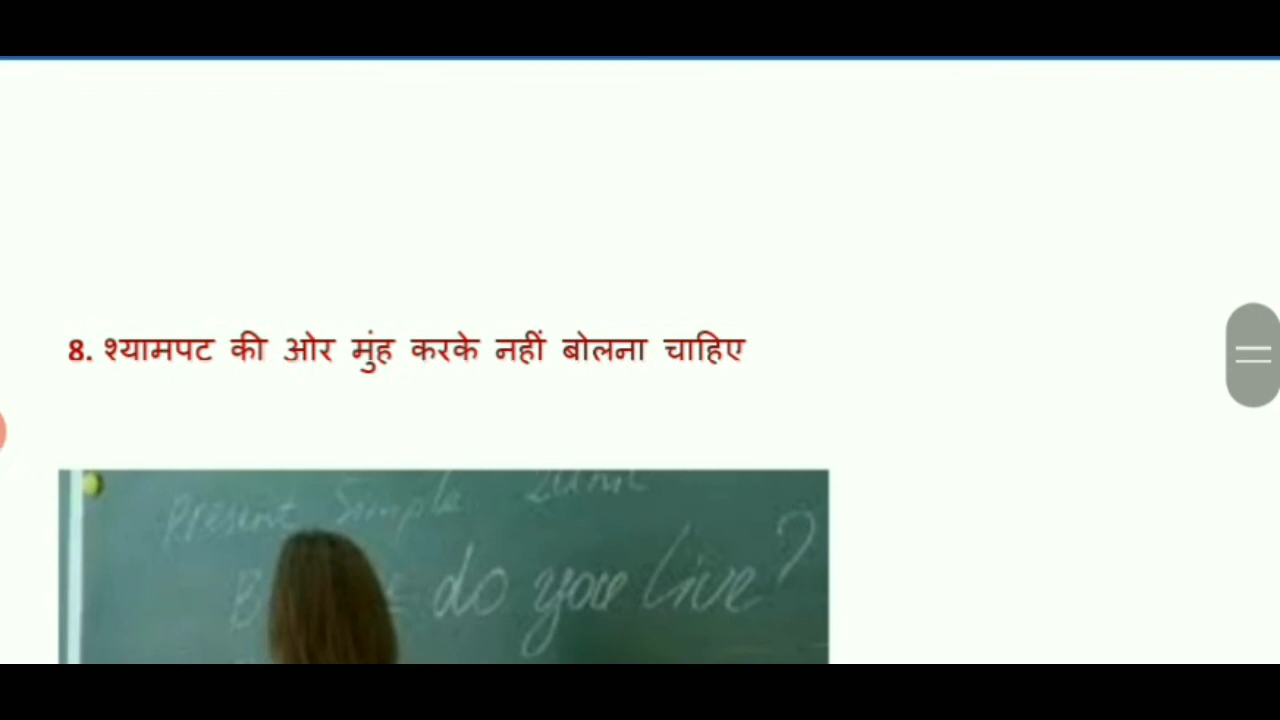 8. श्यामपट की ओर मुंह करके नहीं बोलना चाहिए
Present Simple
do you live?